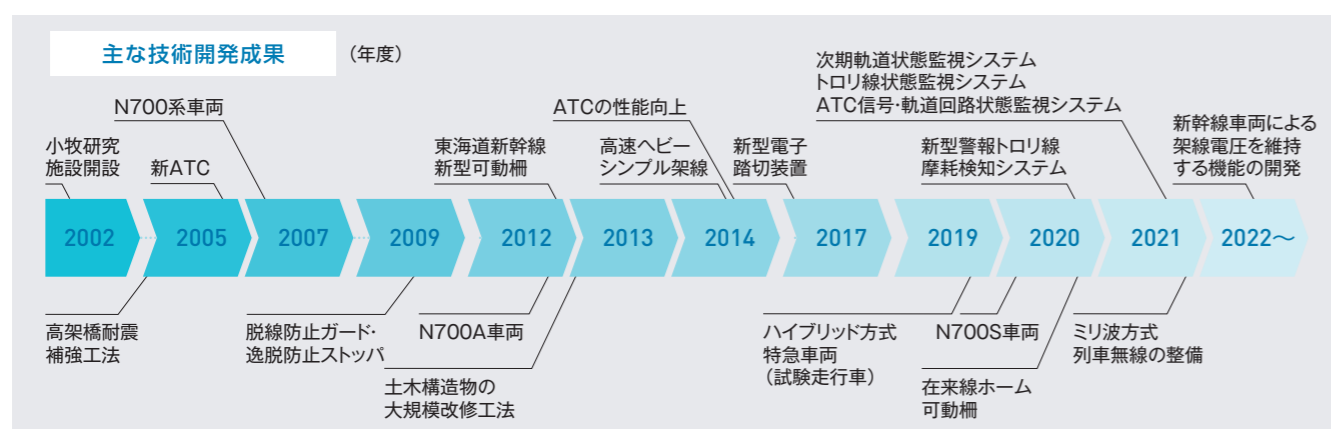 主な技術開発成果
（年度）
小牧研究
施設開設
新ATC
N700系車両
東海道新幹線
新型可動柵
ATCの性能向上
高速ヘビー
シンプル架線
新型電子
踏切装置
次期軌道状態監視システム
トロリ線状態監視システム
ATC信号・軌道回路状態監視システム
新型警報トロリ線
摩耗検知システム
新幹線車両による
架線電圧を維持
する機能の開発
2002
2005
2007
2009
2012
2013
2014
2017
2019
2020
2021
2022～
高架橋耐震
補強工法
脱線防止ガード・
逸脱防止ストッパ
N700A車両
土木構造物の
大規模改修工法
ハイブリッド方式
特急車両
（試験走行車）
N700S車両
在来線ホーム
可動柵
ミリ波方式
列車無線の整備